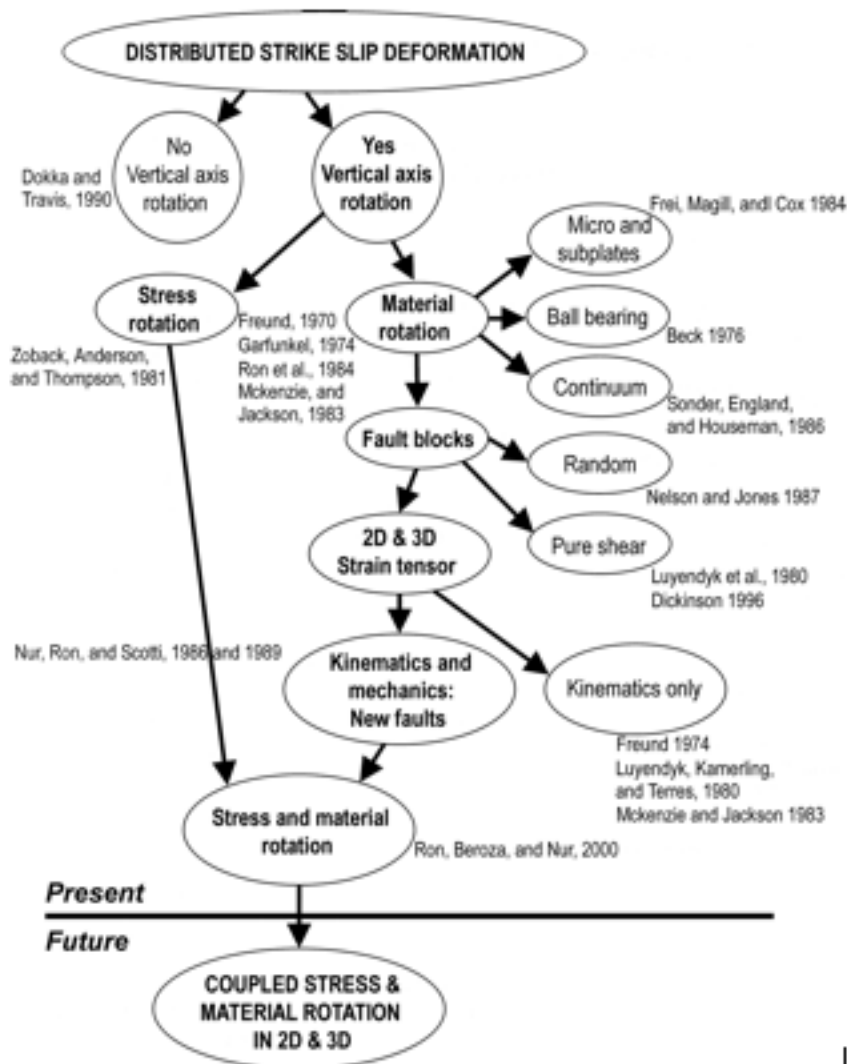 DISTRIBUTED STRIKE SLIP DEFORMATION
No
Vertical axis
rotation
Dokka and
Travis, 1990
Yes
Vertical axis
rotation
Frei, Magill, andl Cox 1984
Micro and
subplates
Stress
rotation
Zoback, Anderson,
and Thompson, 1981
Freund, 1970
Garfunkel, 1974
Ron et al., 1984
Mckenzie, and
Jackson, 1983
Material
rotation
Ball bearing
Beck 1976
Continuum
Sonder, England,
and Houseman, 1986
Fault blocks
Random
Nelson and Jones 1987
2D & 3D
Strain tensor
Pure shear
Luyendyk et al., 1980
Dickinson 1996
Nur, Ron, and Scotti, 1986 and 1989
Kinematics and
mechanics:
New faults
Kinematics only
Freund 1974
Luyendyk, Kamerling,
and Terres, 1980
Mckenzie and Jackson 1983
Stress and material
rotation
Ron, Beroza, and Nur, 2000
Present
Future
COUPLED STRESS &
MATERIAL ROTATION
IN 2D & 3D